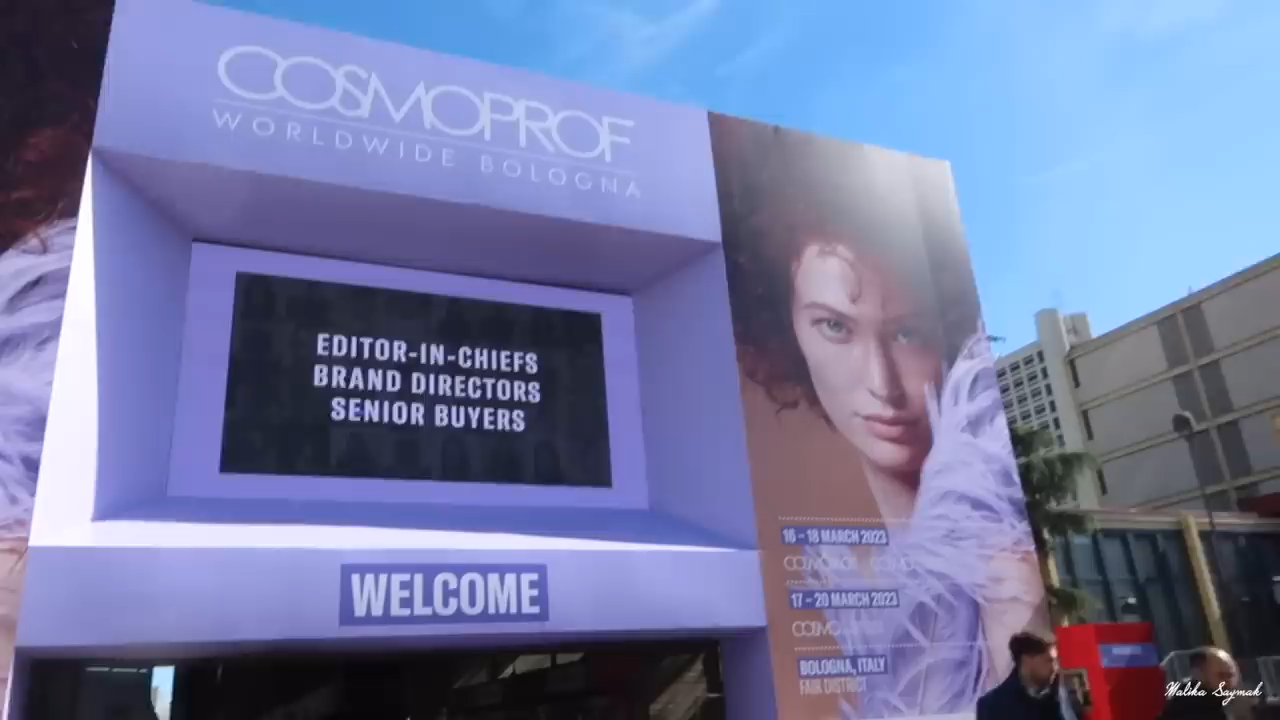 COSMOPROF
WORLDWIDE BOLOGNA
EDITOR-IN-CHIEFS
BRAND DIRECTORS
SENIOR BUYERS
WELCOME
16 – 18 MARCH 2023
17 – 20 MARCH 2023
BOLOGNA, ITALY
FAIR DISTRICT
Malika Saymak